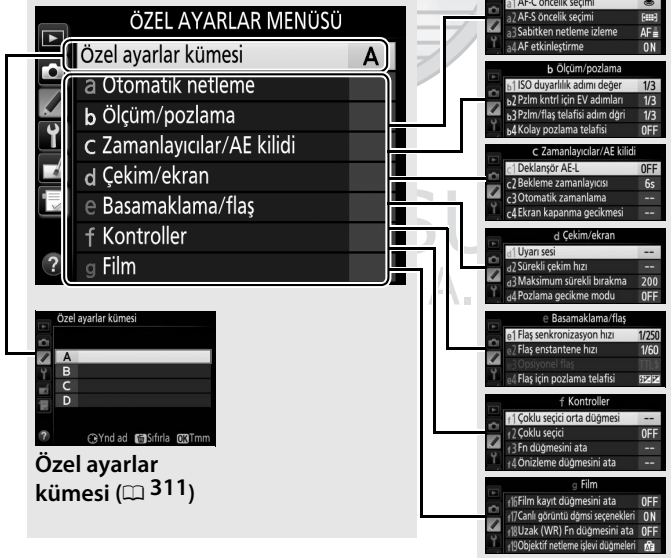 ÖZEL AYARLAR MENÜSÜ
Özel ayarlar kümesi A
a Otomatik netleme
b Ölçüm/pozlama
c Zamanlayıcılar/AE kilidi
d Çekim/ekran
e Basamaklama/flaş
f Kontroller
g Film
Özel ayarlar kümesi
A
B
C
D
Ynd ad Sıfırla OK Tmm
Özel ayarlar
kümesi (311)
a1 AF-C öncelik seçimi
a2 AF-S öncelik seçimi
a3 Sabitken netleme izleme AF
a4 AF etkinleştirme ON
b Ölçüm/pozlama
b1 ISO duyarlılık adımı değer 1/3
b2 Pzlm kntrl için EV adımları 1/3
b3 Pzlm/flaş telafisi adım dğri 1/3
b4 Kolay pozlama telafisi OFF
c Zamanlayıcılar/AE kilidi
c1 Deklanşör AE-L OFF
c2 Bekleme zamanlayıcısı 6s
c3 Otomatik zamanlama --
c4 Ekran kapanma gecikmesi --
d Çekim/ekran
d1 Uyarı sesi --
d2 Sürekli çekim hızı --
d3 Maksimum sürekli bırakma 200
d4 Pozlama gecikme modu OFF
e Basamaklama/flaş
e1 Flaş senkronizasyon hızı 1/250
e2 Flaş enstantene hızı 1/60
e3 Opsiyonel flaş TTL
e4 Flaş için pozlama telafisi
f Kontroller
f1 Çoklu seçici orta düğmesi --
f2 Çoklu seçici OFF
f3 Fn düğmesini ata --
f4 Önizleme düğmesini ata --
g Film
f16 Film kayıt düğmesini ata OFF
f17 Canlı görüntü dğmsi seçenekleri ON
f18 Uzak (WR) Fn düğmesini ata OFF
f19 Objektif netleme işlevi düğmeleri